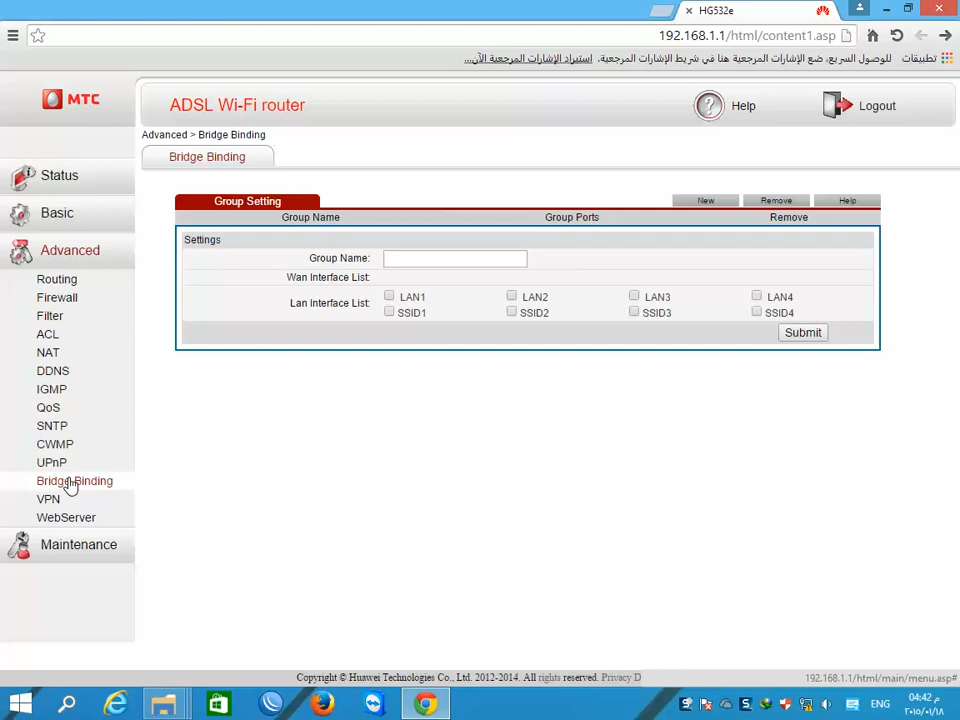 HG532e
192.168.1.1/html/content1.asp
تطبيقات للوصول السريع، ضع الإشارات المرجعية هنا في شريط الإشارات المرجعية. استيراد الإشارات المرجعية الآن...
МТС
ADSL Wi-Fi router
Help
Logout
Advanced > Bridge Binding
Bridge Binding
Status
Basic
Advanced
Routing
Firewall
Filter
ACL
NAT
DDNS
IGMP
QoS
SNTP
CWMP
UPnP
Bridge Binding
VPN
WebServer
Maintenance
Group Setting
New
Remove
Help
Group Name Group Ports Remove
Settings
Group Name:
Wan Interface List:
Lan Interface List:
LAN1 LAN2 LAN3 LAN4
SSID1 SSID2 SSID3 SSID4
Submit
Copyright © Huawei Technologies Co., Ltd. 2012-2014. All rights reserved. Privacy D
192.168.1.1/html/main/menu.asp#
ENG
04:42 م
٢٠١٥/٠١/١٨